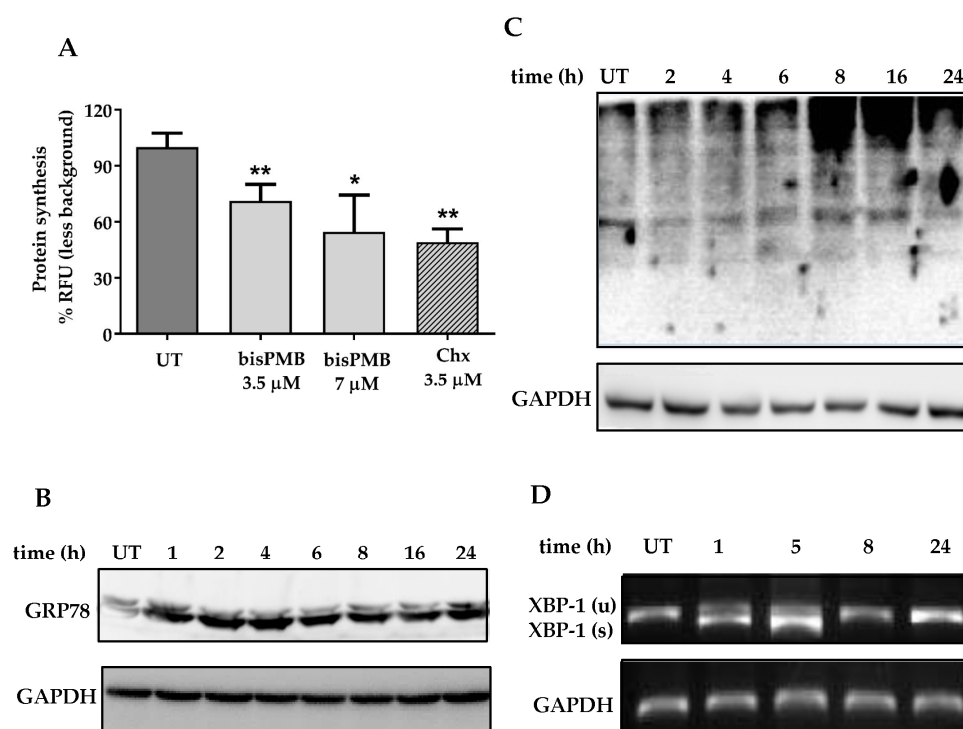 A
Protein synthesis
% RFU (less background)
120
90
60
30
0
**
*
**
UT
bisPMB
3.5 μM
bisPMB
7 μM
Chx
3.5 μM
C
time (h) UT 2 4 6 8 16 24
GAPDH
B
time (h) UT 1 2 4 6 8 16 24
GRP78
GAPDH
D
time (h) UT 1 5 8 24
XBP-1 (u)
XBP-1 (s)
GAPDH